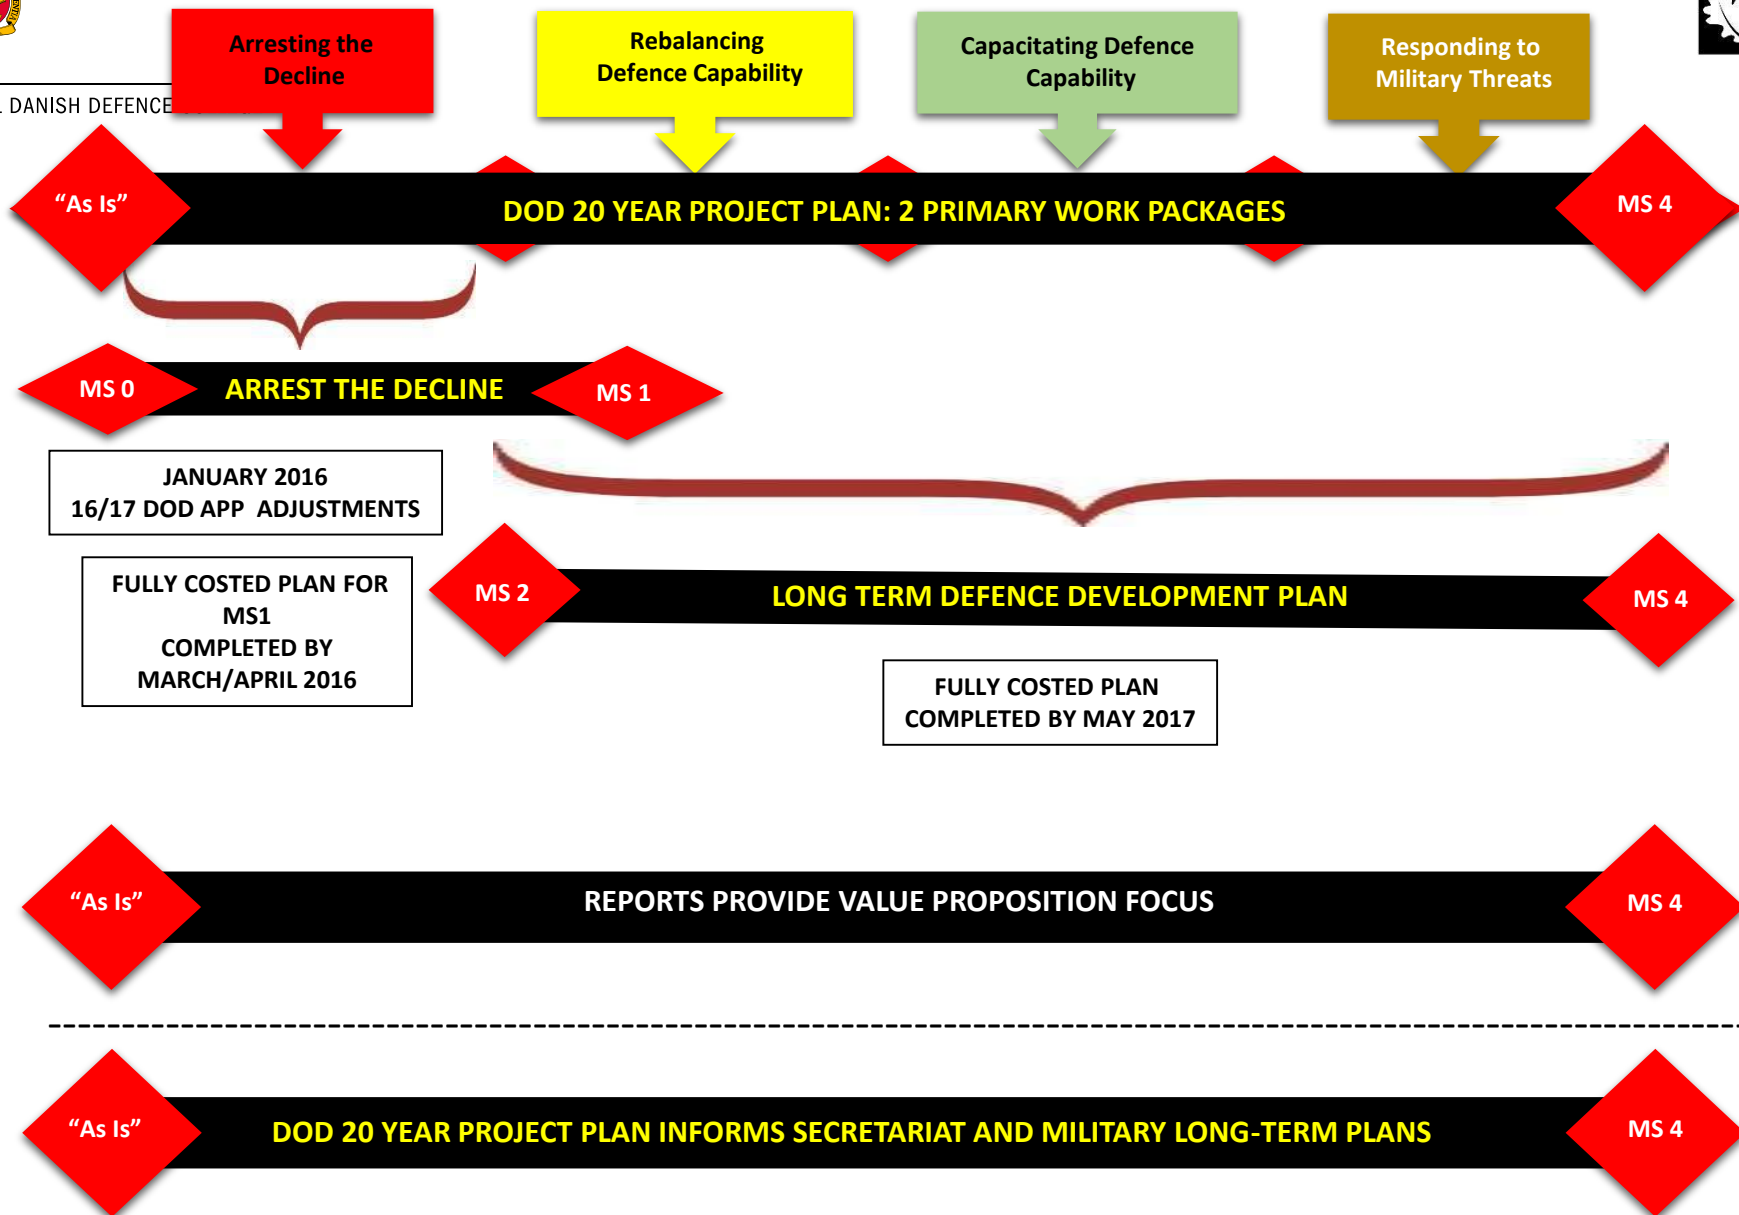 Arresting the
Decline
Rebalancing
Defence Capability
Capacitating Defence
Capability
Responding to
Military Threats
DANISH DEFENCE
“As Is”
DOD 20 YEAR PROJECT PLAN: 2 PRIMARY WORK PACKAGES
MS 4
MS 0
ARREST THE DECLINE
MS 1
JANUARY 2016
16/17 DOD APP ADJUSTMENTS
FULLY COSTED PLAN FOR
MS1
COMPLETED BY
MARCH/APRIL 2016
MS 2
LONG TERM DEFENCE DEVELOPMENT PLAN
MS 4
FULLY COSTED PLAN
COMPLETED BY MAY 2017
“As Is”
REPORTS PROVIDE VALUE PROPOSITION FOCUS
MS 4
“As Is”
DOD 20 YEAR PROJECT PLAN INFORMS SECRETARIAT AND MILITARY LONG-TERM PLANS
MS 4